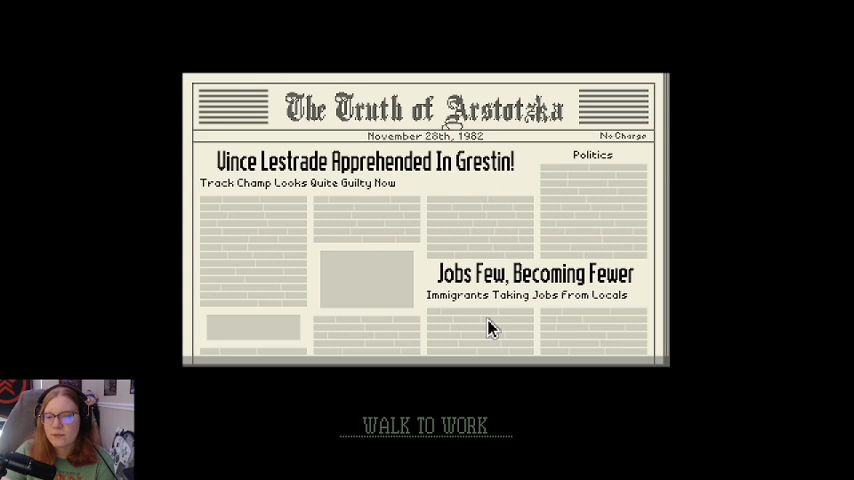 The Truth of Arstotzka
November 28th, 1982
No Charge
Vince Lestrade Apprehended In Grestin!
Track Champ Looks Quite Guilty Now
Politics
Jobs Few, Becoming Fewer
Immigrants Taking Jobs From Locals
WALK TO WORK